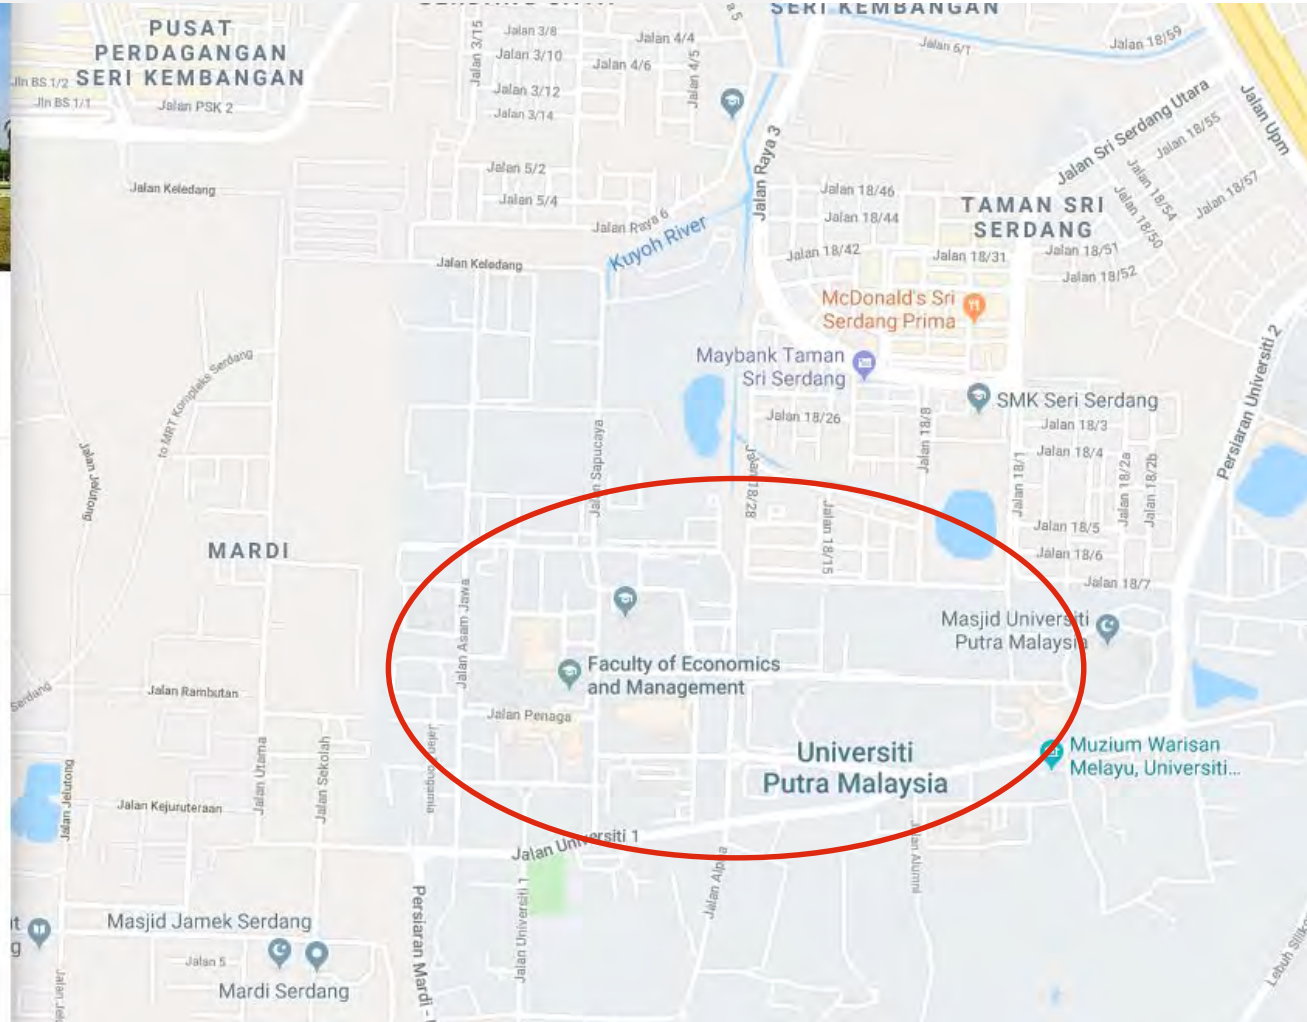 SERI KEMBANGAN
PUSAT
PERDAGANGAN
SERI KEMBANGAN
Jln BS 1/2
Jln BS 1/1
Jalan PSK 2
Jalan 3/15
Jalan 3/8
Jalan 3/10
Jalan 3/12
Jalan 3/14
Jalan 4/4
Jalan 4/6
Jalan 4/5
Jalan 6/1
Jalan 18/59
Jalan Upm
Jalan Sri Serdang Utara
Jalan 18/55
Jalan 18/54
Jalan 18/50
Jalan 18/57
Jalan Raya 3
Jalan 5/2
Jalan 5/4
Jalan Raya 6
Kuyoh River
Jalan Keledang
Jalan Keledang
Jalan 18/46
Jalan 18/44
Jalan 18/42
Jalan 18/31
TAMAN SRI
SERDANG
Jalan 18/51
Jalan 18/52
McDonald's Sri
Serdang Prima
Maybank Taman
Sri Serdang
SMK Seri Serdang
Persiaran Universiti 2
to MRT Kompleks Serdang
Jalan Jelutong
Jalan Sapucaya
Jalan 18/26
Jalan 18/8
Jalan 18/3
Jalan 18/4
Jalan 18/1
Jalan 18/2a
Jalan 18/2b
Jalan 18/28
Jalan 18/15
Jalan 18/5
Jalan 18/6
Jalan 18/7
MARDI
Jalan Asam Jawa
Masjid Universiti
Putra Malaysia
Faculty of Economics
and Management
Serdang
Jalan Rambutan
Jalan Penaga
Jalan Tongania
Universiti
Putra Malaysia
Muzium Warisan
Melayu, Universiti...
Jalan Jelutong
Jalan Utama
Jalan Sekolah
Jalan Kejuruteraan
Jalan Universiti 1
Jalan Universiti 1
Jalan Alpha
Jalan Alumni
Persiaran Mardi -
Masjid Jamek Serdang
Jalan 5
Mardi Serdang